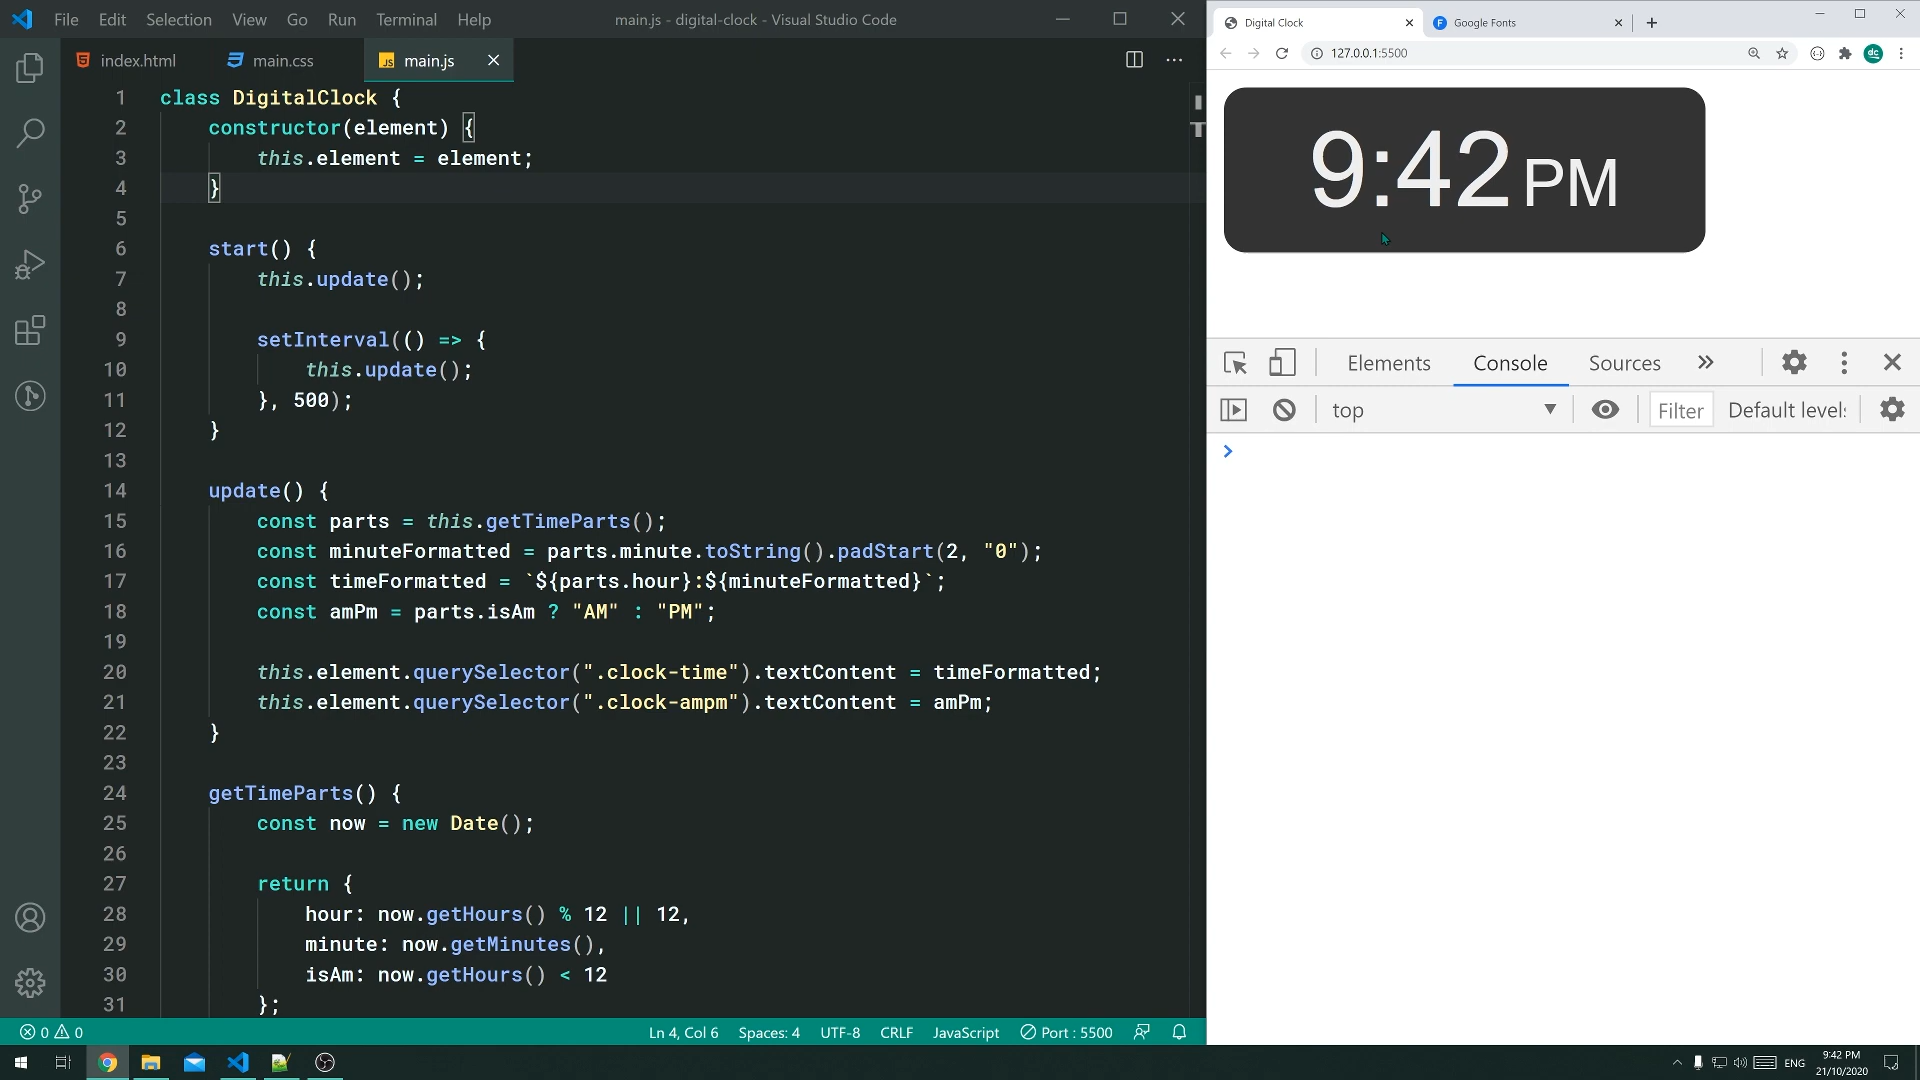 File Edit Selection View Go Run Terminal Help
main.js - digital-clock - Visual Studio Code
index.html
main.css
JS main.js
1 class DigitalClock {
2 constructor(element) {
3 this.element = element;
4 }
5
6 start() {
7 this.update();
8
9 setInterval(() => {
10 this.update();
11 }, 500);
12 }
13
14 update() {
15 const parts = this.getTimeParts();
16 const minuteFormatted = parts.minute.toString().padStart(2, "0");
17 const timeFormatted = `${parts.hour}:${minuteFormatted}`;
18 const amPm = parts.isAm ? "AM" : "PM";
19
20 this.element.querySelector(".clock-time").textContent = timeFormatted;
21 this.element.querySelector(".clock-ampm").textContent = amPm;
22 }
23
24 getTimeParts() {
25 const now = new Date();
26
27 return {
28 hour: now.getHours() % 12 || 12,
29 minute: now.getMinutes(),
30 isAm: now.getHours() < 12
31 };
0 0
Ln 4, Col 6 Spaces: 4 UTF-8 CRLF JavaScript Port : 5500
Digital Clock
F Google Fonts
127.0.0.1:5500
dc
9:42 PM
Elements Console Sources
top Filter Default level:
ENG
9:42 PM
21/10/2020